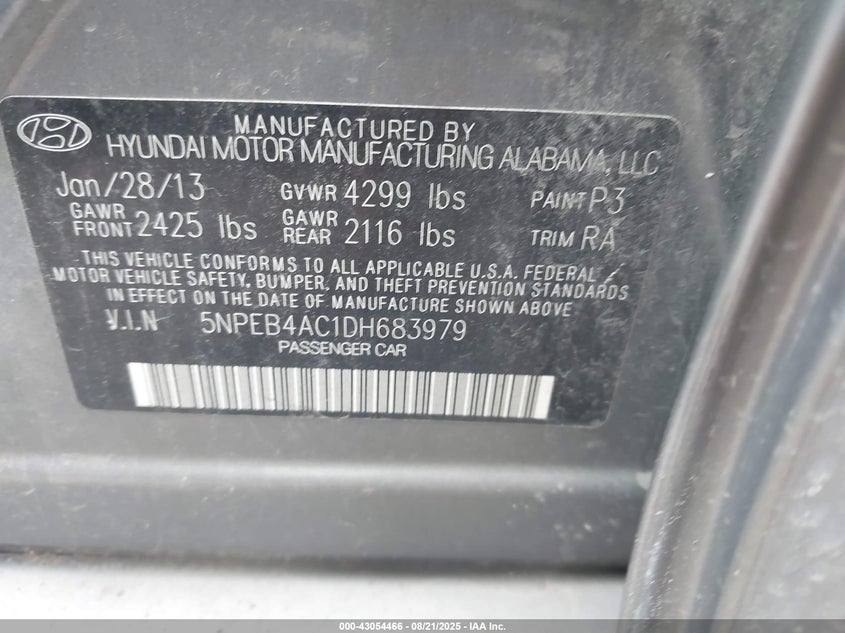 MANUFACTURED BY
HYUNDAI MOTOR MANUFACTURING ALABAMA, LLC
Jan/28/13 GVWR 4299 lbs PAINT P3
GAWR FRONT 2425 lbs GAWR REAR 2116 lbs TRIM RA
THIS VEHICLE CONFORMS TO ALL APPLICABLE U.S.A. FEDERAL
MOTOR VEHICLE SAFETY, BUMPER, AND THEFT PREVENTION STANDARDS
IN EFFECT ON THE DATE OF MANUFACTURE SHOWN ABOVE
V.I.N 5NPEB4AC1DH683979
PASSENGER CAR
000-43054466 - 08/21/2025 - IAA Inc.